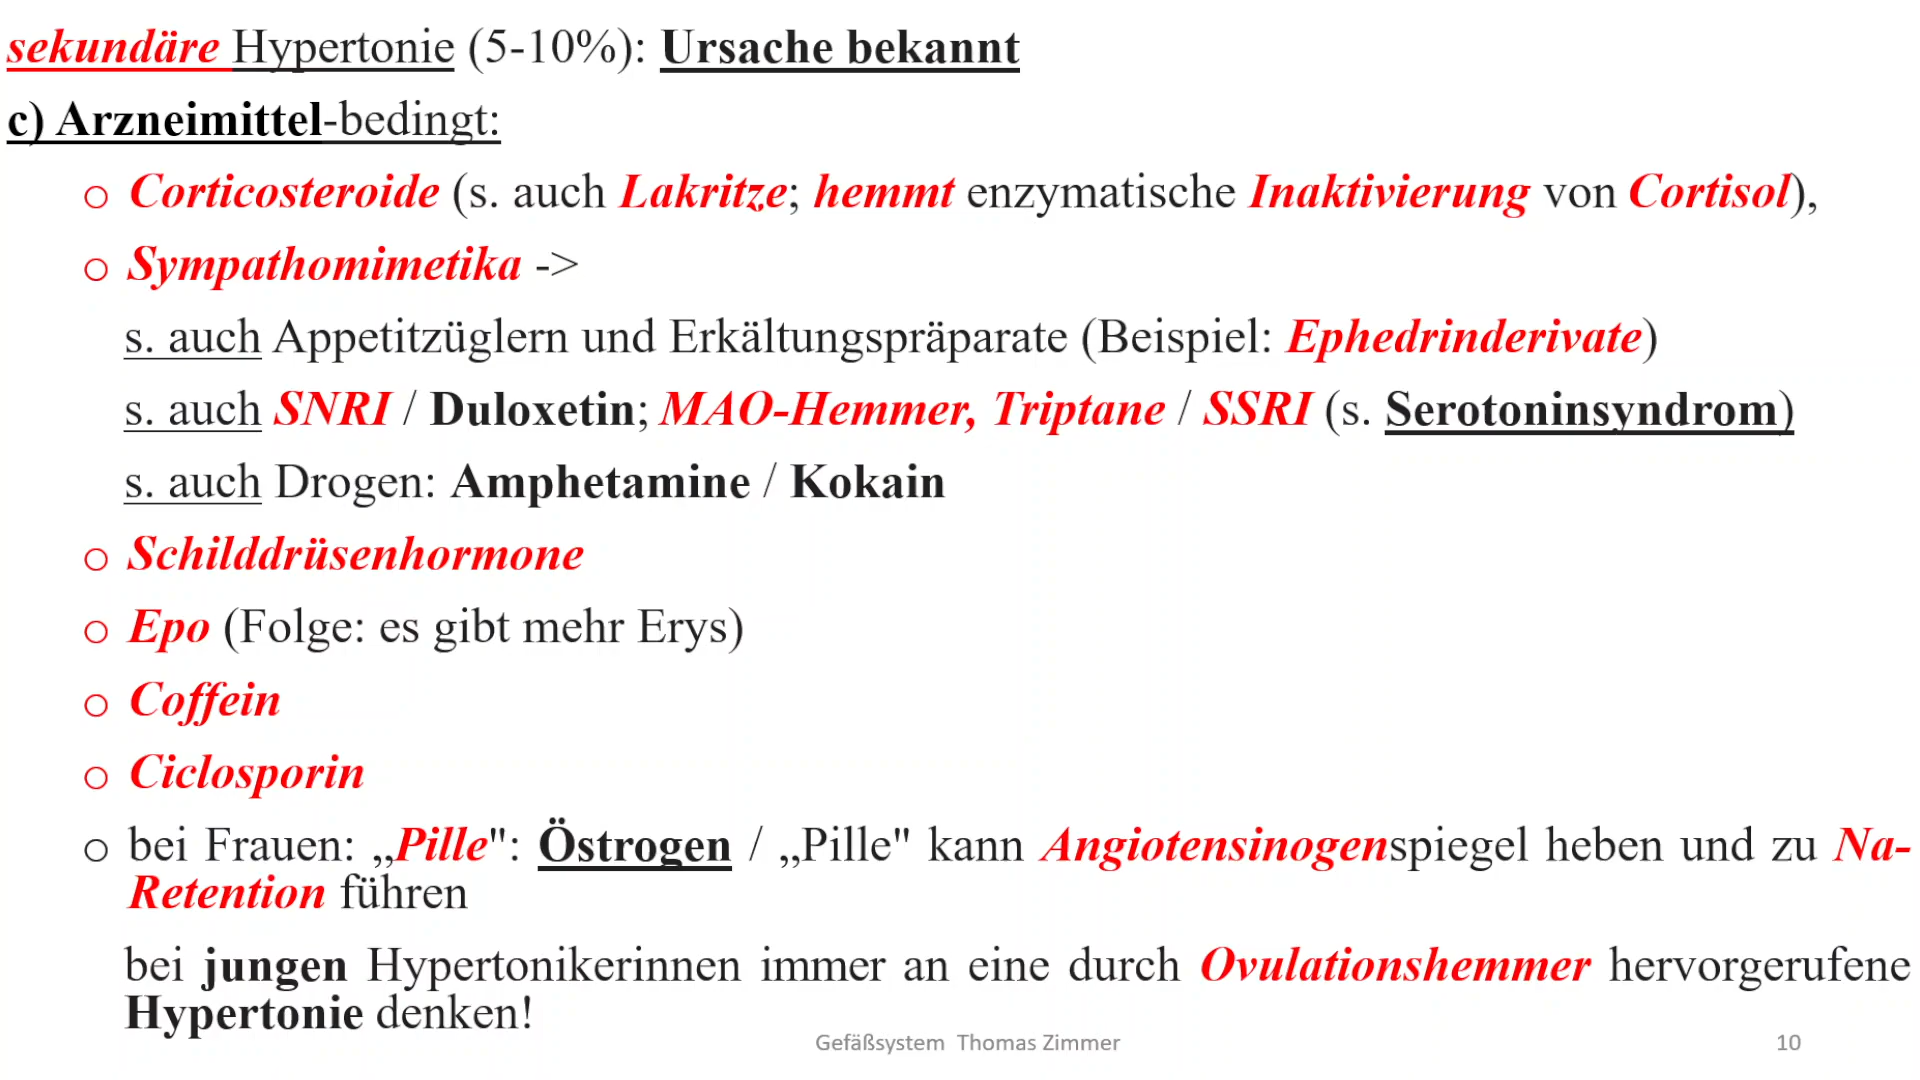 sekundäre Hypertonie (5-10%): Ursache bekannt
c) Arzneimittel-bedingt:
o Corticosteroide (s. auch Lakritze; hemmt enzymatische Inaktivierung von Cortisol),
o Sympathomimetika ->
s. auch Appetitzüglern und Erkältungspräparate (Beispiel: Ephedrinderivate)
s. auch SNRI / Duloxetin; MAO-Hemmer, Triptane / SSRI (s. Serotoninsyndrom)
s. auch Drogen: Amphetamine / Kokain
o Schilddrüsenhormone
o Epo (Folge: es gibt mehr Erys)
o Coffein
o Ciclosporin
o bei Frauen: „Pille": Östrogen / „Pille" kann Angiotensinogenspiegel heben und zu Na-
Retention führen
bei jungen Hypertonikerinnen immer an eine durch Ovulationshemmer hervorgerufene
Hypertonie denken!
Gefäßsystem Thomas Zimmer 10